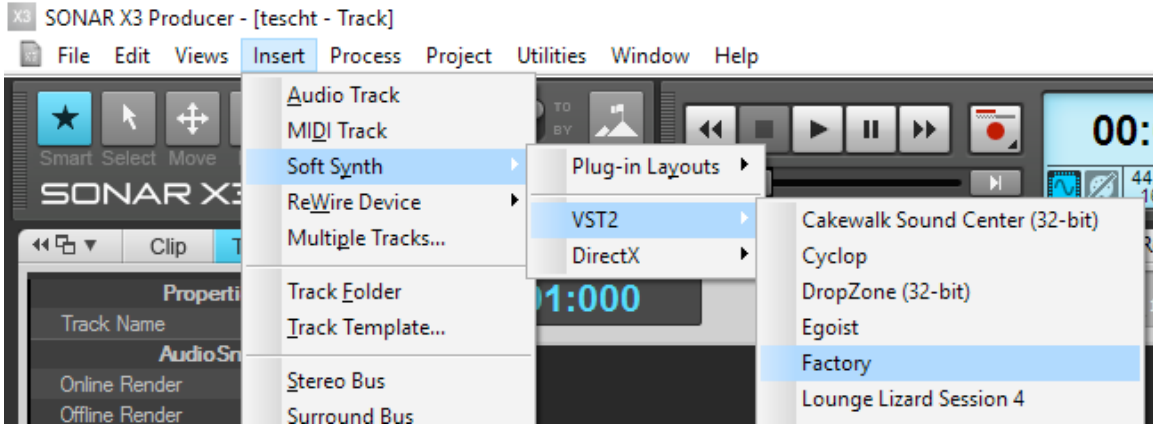 X3 SONAR X3 Producer - [tescht - Track]
File Edit Views Insert Process Project Utilities Window Help
Audio Track
MIDI Track
Soft Synth
ReWire Device
Multiple Tracks...
Track Folder
Track Template...
Stereo Bus
Surround Bus
Plug-in Layouts
VST2
DirectX
Cakewalk Sound Center (32-bit)
Cyclop
DropZone (32-bit)
Egoist
Factory
Lounge Lizard Session 4
Smart Select Move
SONAR X3
TO
BY
00:
44
Clip
Properti
Track Name
AudioSn
Online Render
Offline Render
01:000